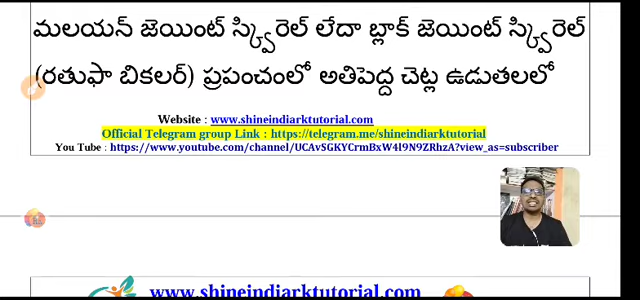 మలయన్ జెయింట్ స్క్విరెల్ లేదా బ్లాక్ జెయింట్ స్క్విరెల్
(రతుఫా బికలర్) ప్రపంచంలో అతిపెద్ద చెట్ల ఉడుతలలో
Website : www.shineindiarktutorial.com
Official Telegram group Link : https://telegram.me/shineindiarktutorial
You Tube : https://www.youtube.com/channel/UCAvSGKYCrmBxW4l9N9ZRhzA?view_as=subscriber
www.shineindiarktutorial.com